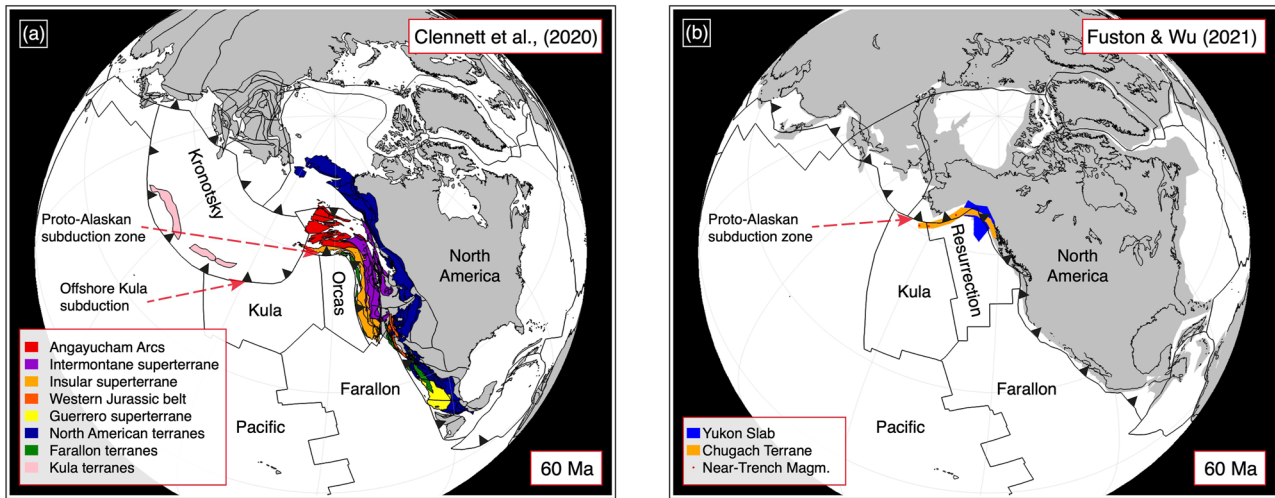 (a)
Clennett et al., (2020)
Kronotsky
Proto-Alaskan
subduction zone
North
America
Orcas
Offshore Kula
subduction
Kula
Farallon
Pacific
Angayucham Arcs
Intermontane superterrane
Insular superterrane
Western Jurassic belt
Guerrero superterrane
North American terranes
Farallon terranes
Kula terranes
60 Ma
(b)
Fuston & Wu (2021)
Proto-Alaskan
subduction zone
Resurrection
North
America
Kula
Farallon
Pacific
Yukon Slab
Chugach Terrane
Near-Trench Magm.
60 Ma